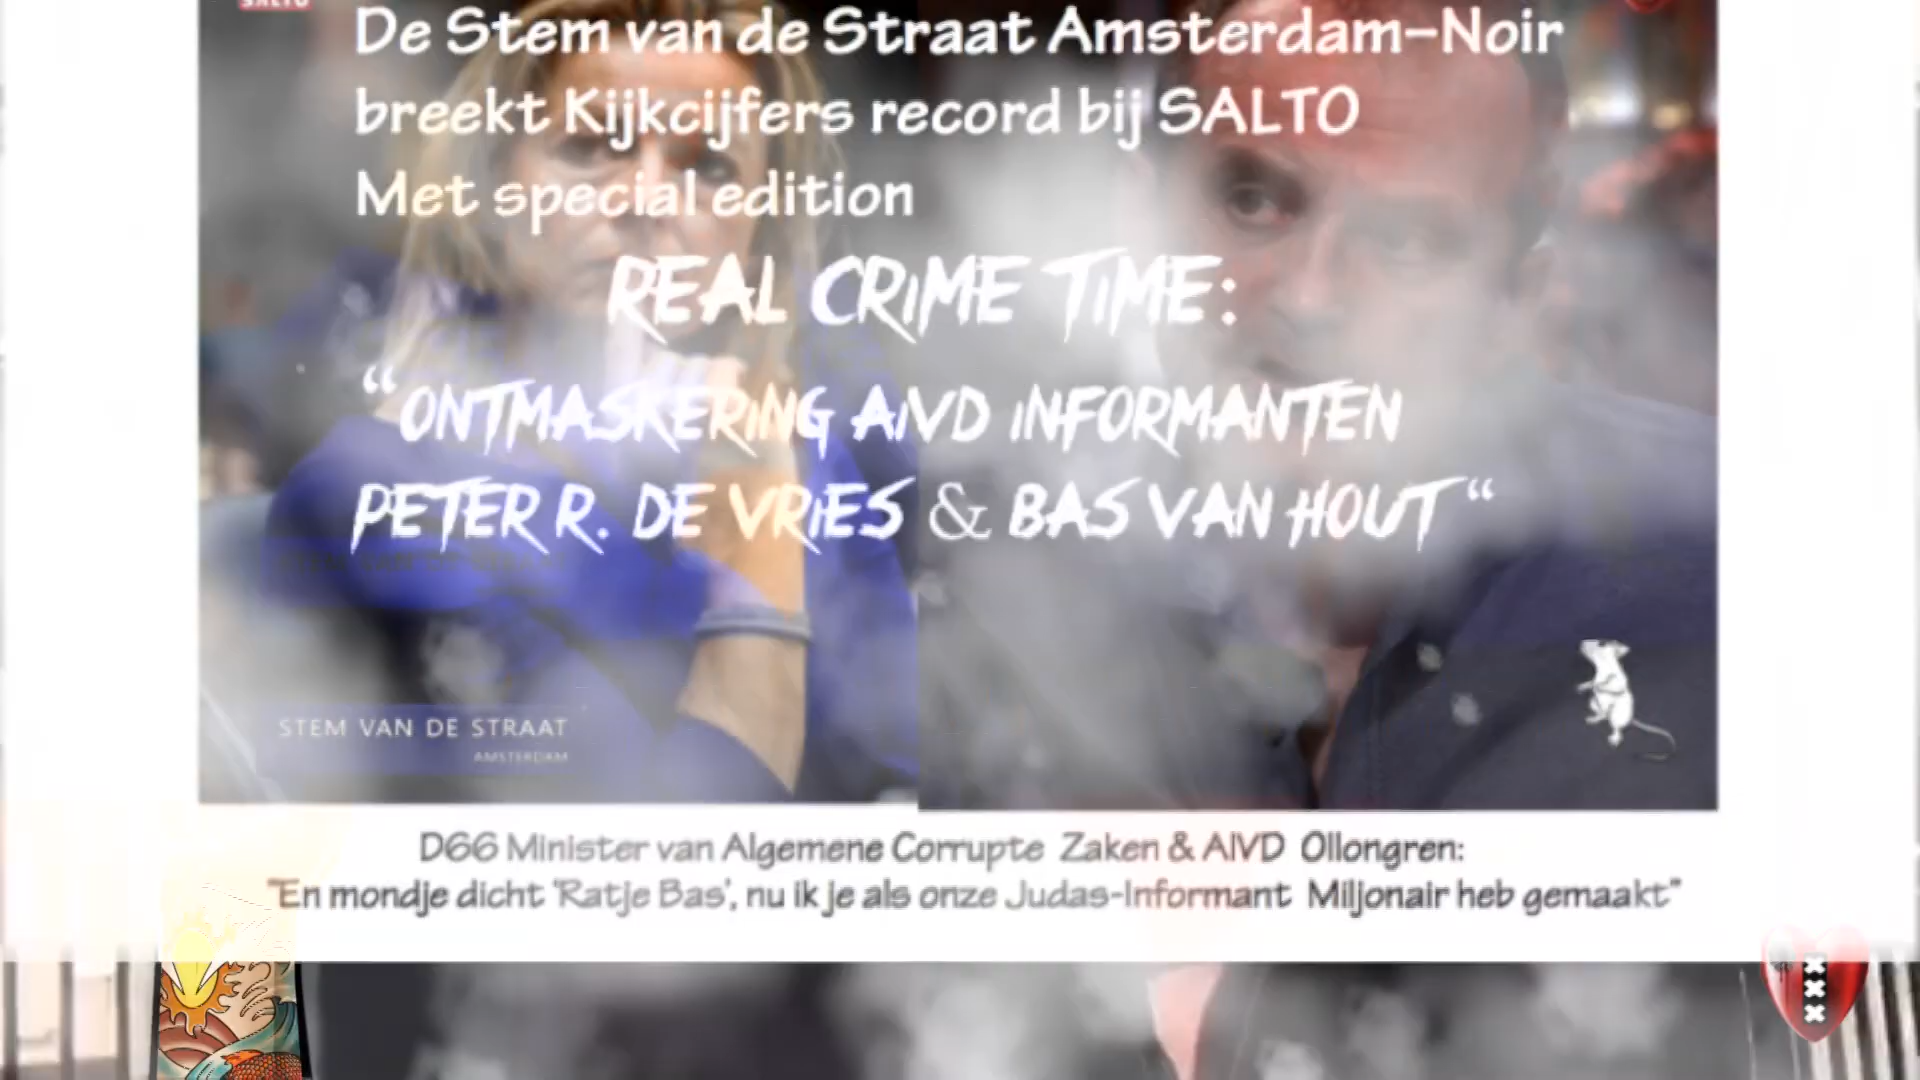 SALTO
De Stem van de Straat Amsterdam-Noir
breekt Kijkcijfers record bij SALTO
Met special edition
REAL CRiME TiME:
“ONTMASKERiNG AiVD iNFORMANTEN
PETER R. DE VRiES & BAS VAN HOUT“
STEM VAN DE STRAAT
AMSTERDAM
D66 Minister van Algemene Corrupte Zaken & AIVD Ollongren:
"En mondje dicht 'Ratje Bas', nu ik je als onze Judas-Informant Miljonair heb gemaakt"